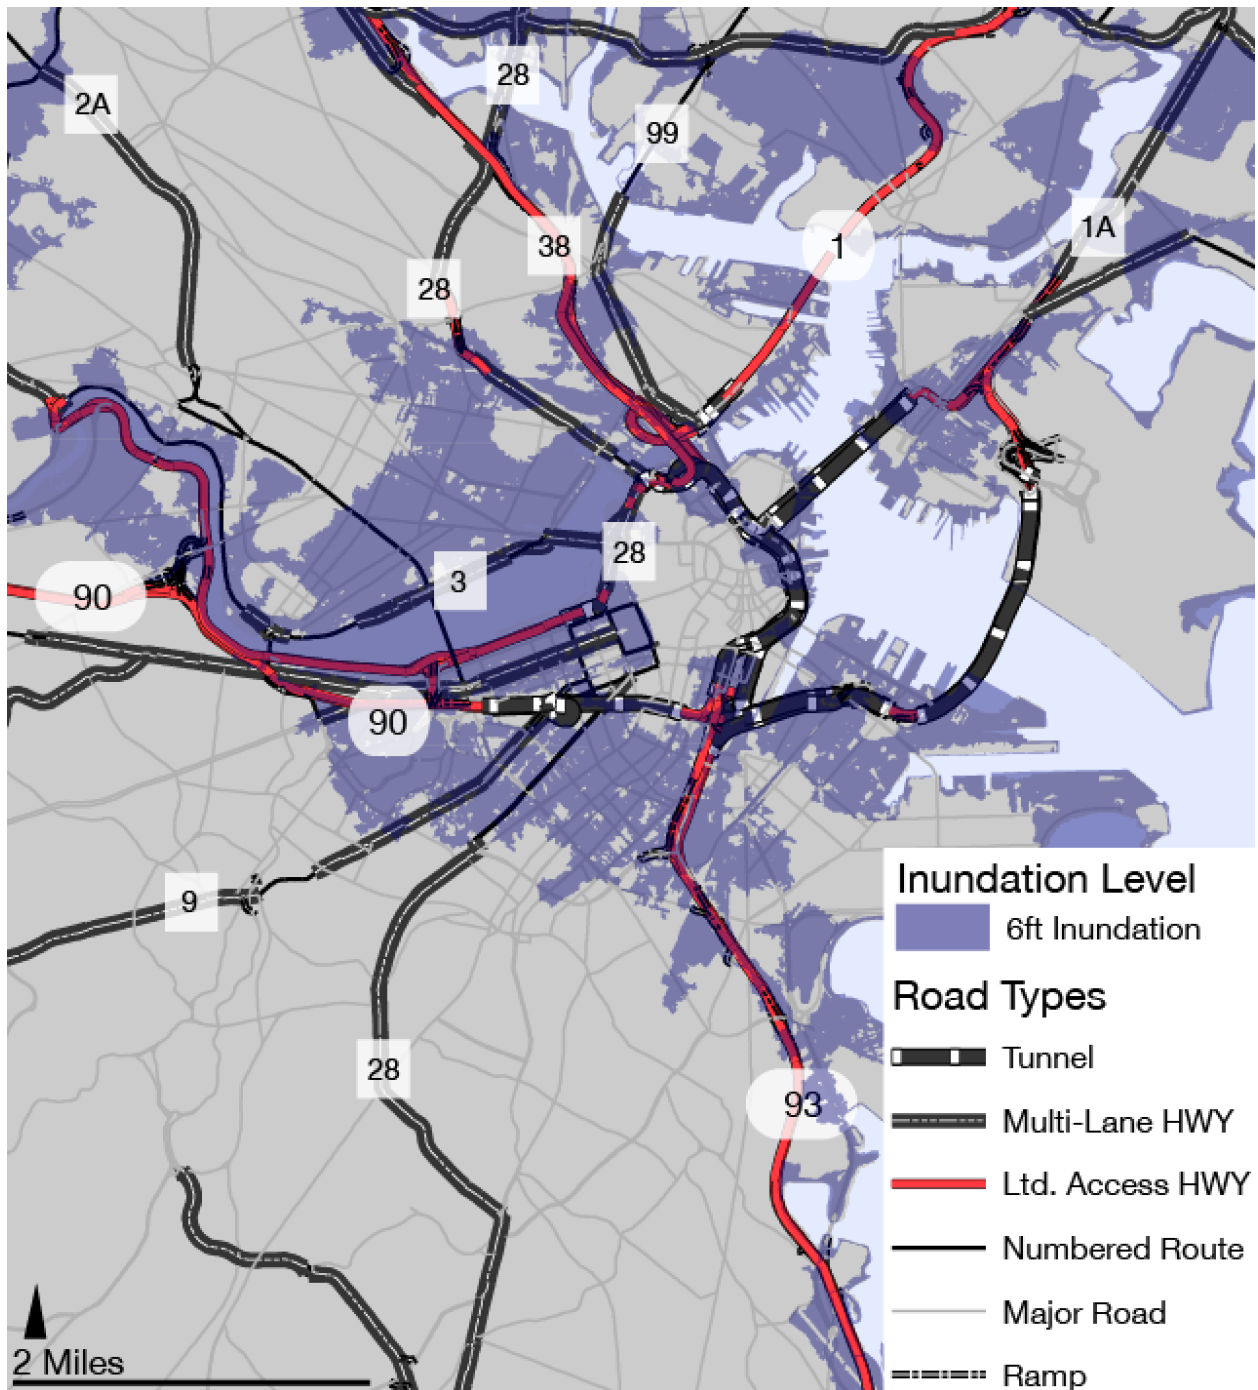 28
2A
99
38
1A
1
28
28
3
90
90
9
28
93
Inundation Level
6ft Inundation
Road Types
Tunnel
Multi-Lane HWY
Ltd. Access HWY
Numbered Route
Major Road
Ramp
2 Miles